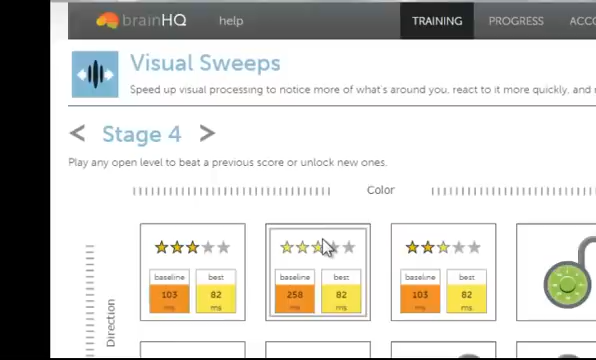 brainHQ help TRAINING PROGRESS
Visual Sweeps
Speed up visual processing to notice more of what's around you, react to it more quickly, and
< Stage 4 >
Play any open level to beat a previous score or unlock new ones.
Color
Direction
baseline best baseline best baseline best
103 82 258 82 103 82
ms ms ms ms ms ms